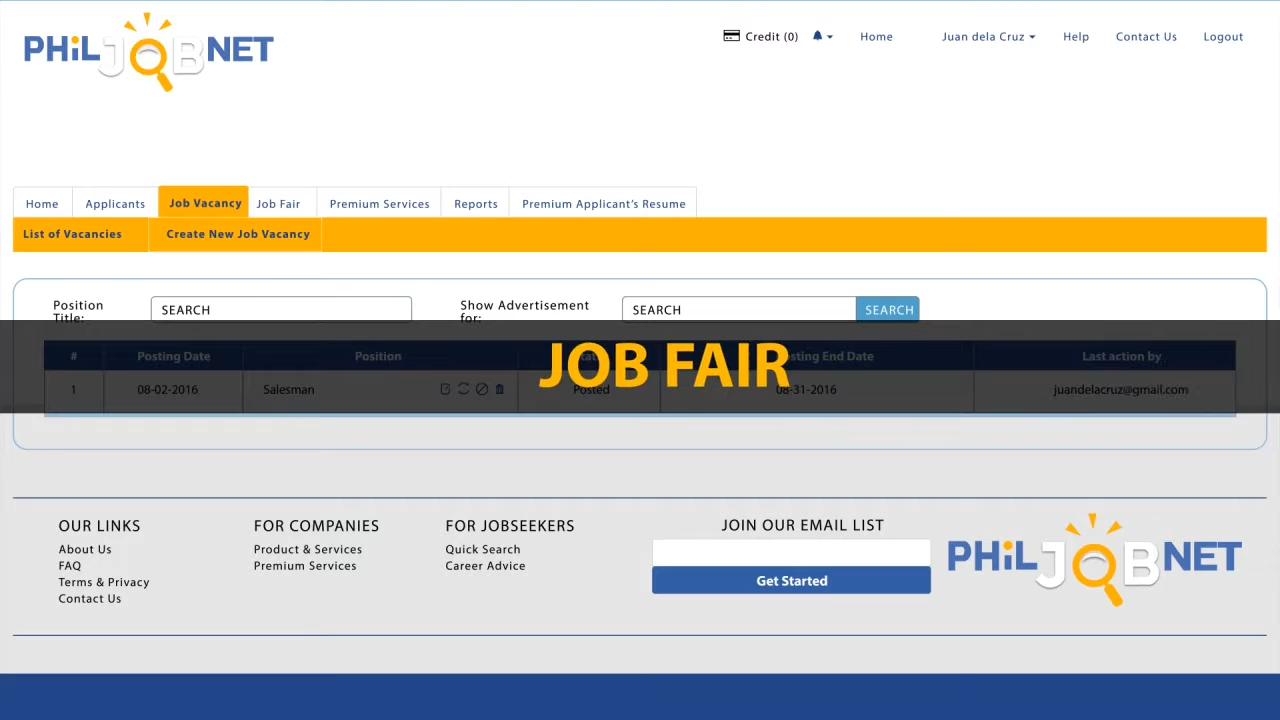 PHiLJOBNET
Credit (0) Home Juan dela Cruz Help Contact Us Logout
Home Applicants Job Vacancy Job Fair Premium Services Reports Premium Applicant's Resume
List of Vacancies Create New Job Vacancy
Position Title: SEARCH Show Advertisement for: SEARCH SEARCH
# Posting Date Position Posting End Date Last action by
JOB FAIR
1 08-02-2016 Salesman Posted 08-31-2016 juandelacruz@gmail.com
OUR LINKS FOR COMPANIES FOR JOBSEEKERS JOIN OUR EMAIL LIST
About Us Product & Services Quick Search
FAQ Premium Services Career Advice
Terms & Privacy Get Started
Contact Us
PHiLJOBNET